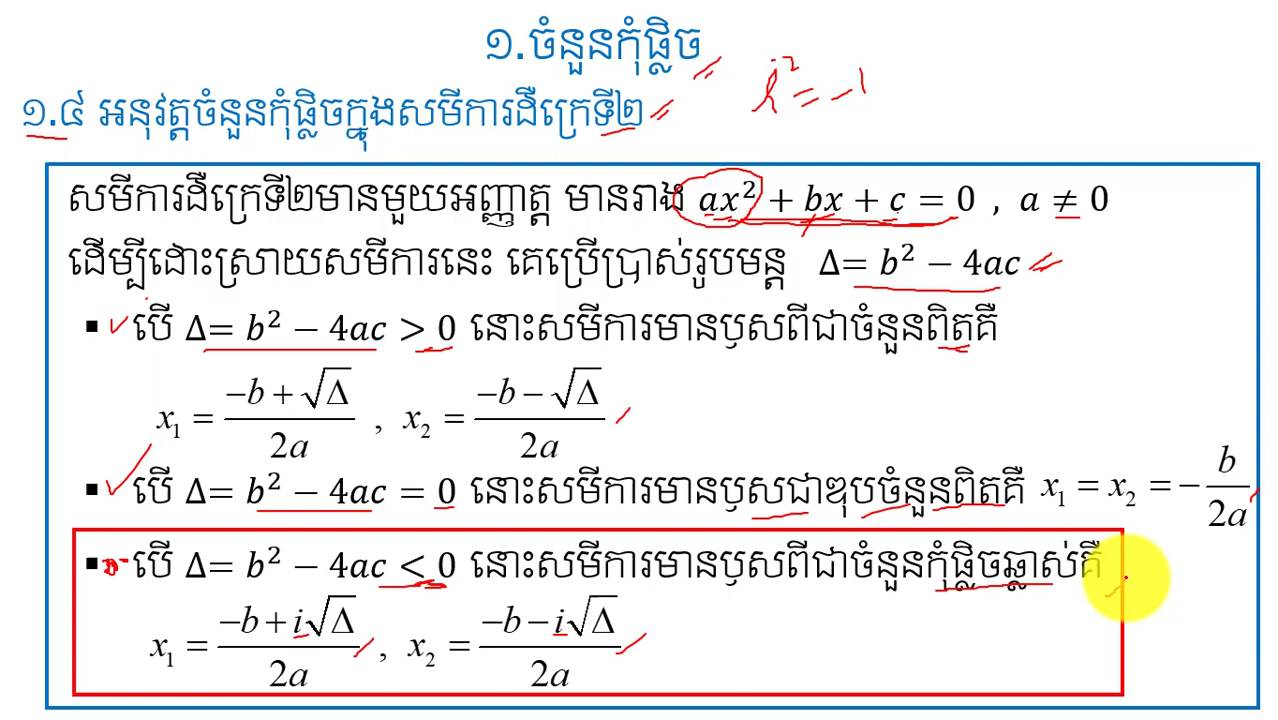 ១.ចំនួនកុំផ្លិច
i² = -1
១.៤ អនុវត្តចំនួនកុំផ្លិចក្នុងសមីការដឺក្រេទី២
សមីការដឺក្រេទី២មានមួយអញ្ញាត្ត មានរាង ax² + bx + c = 0 , a ≠ 0
ដើម្បីដោះស្រាយសមីការនេះ គេប្រើប្រាស់រូបមន្ត Δ= b² − 4ac
▪ បើ Δ= b² − 4ac > 0 នោះសមីការមានឫសពីជាចំនួនពិតគឺ
x₁ = (−b + √Δ)/2a , x₂ = (−b − √Δ)/2a
▪ បើ Δ= b² − 4ac = 0 នោះសមីការមានឫសជាឌុបចំនួនពិតគឺ x₁ = x₂ = −b/2a
▪ បើ Δ= b² − 4ac < 0 នោះសមីការមានឫសពីជាចំនួនកុំផ្លិចឆ្លាស់គឺ
x₁ = (−b + i√Δ)/2a , x₂ = (−b − i√Δ)/2a